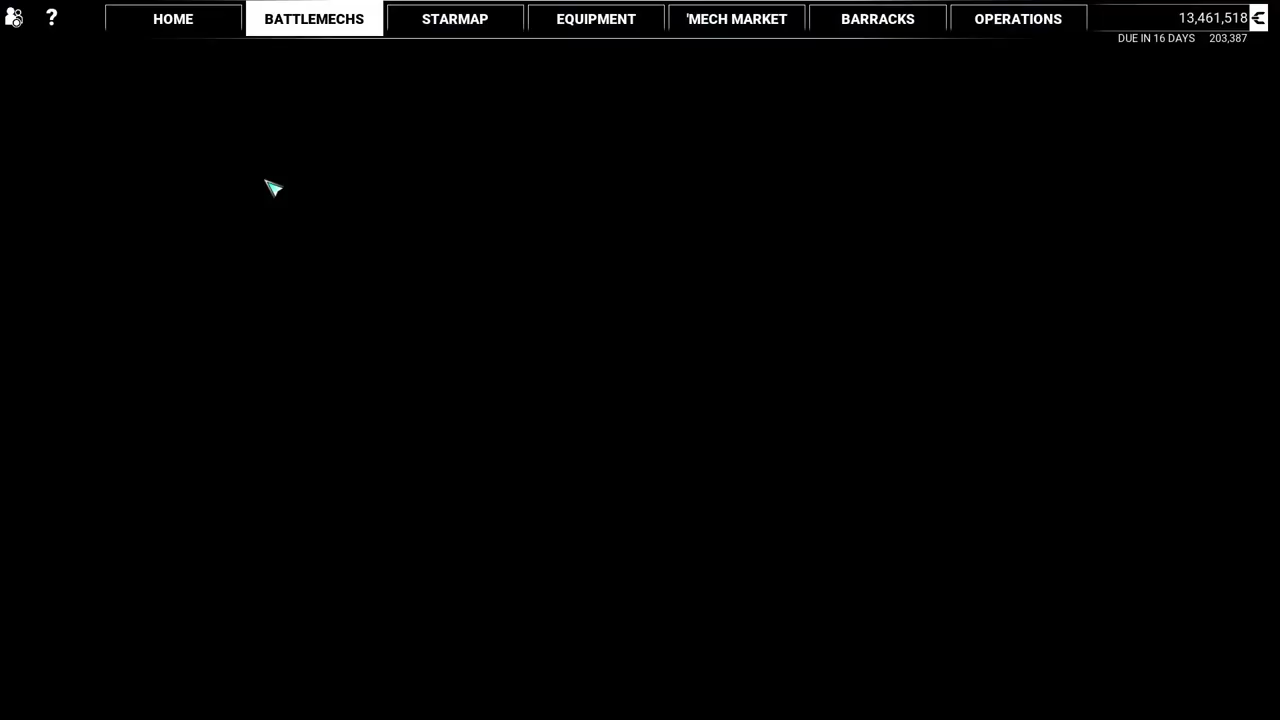 ? HOME BATTLEMECHS STARMAP EQUIPMENT 'MECH MARKET BARRACKS OPERATIONS 13,461,518
DUE IN 16 DAYS 203,387